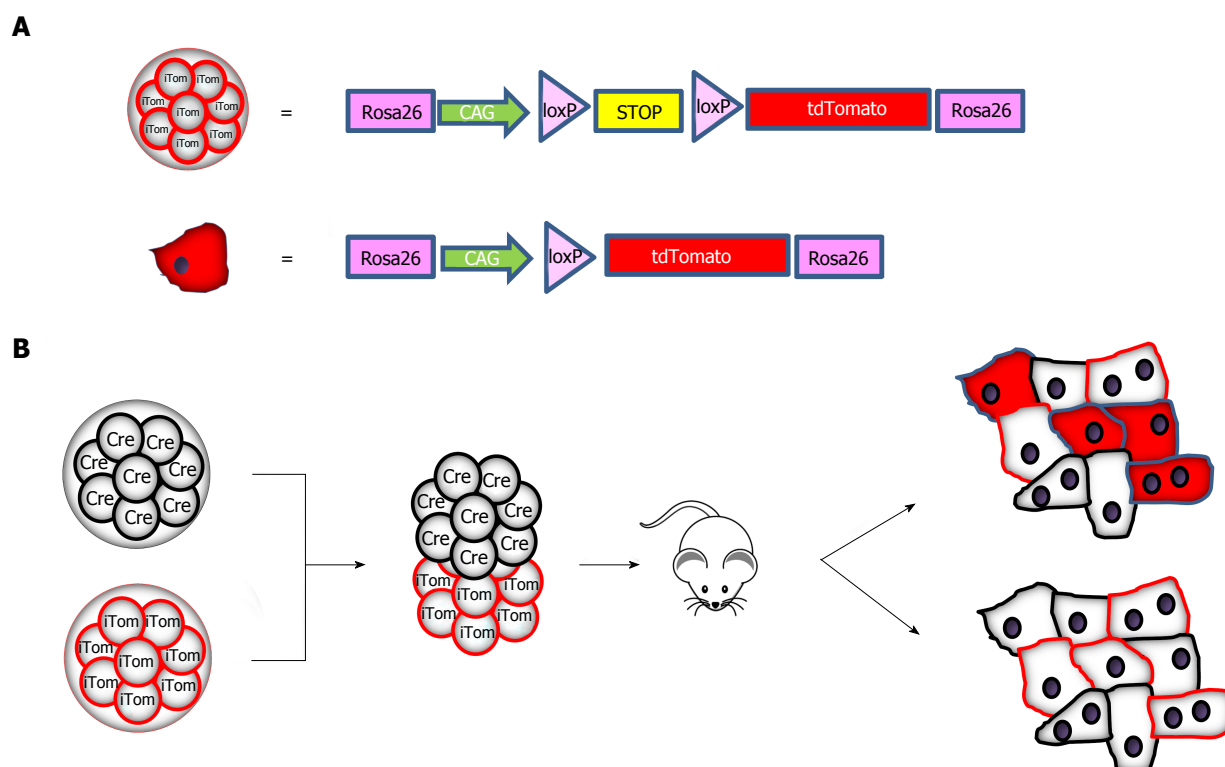 A
iTom iTom
iTom iTom iTom
iTom iTom
iTom
=
Rosa26 CAG loxP STOP loxP tdTomato Rosa26
=
Rosa26 CAG loxP tdTomato Rosa26
B
Cre Cre
Cre Cre Cre
Cre Cre
Cre
iTom iTom
iTom iTom iTom
iTom iTom
iTom
Cre Cre
Cre Cre Cre
Cre Cre Cre
iTom iTom iTom
iTom iTom
iTom